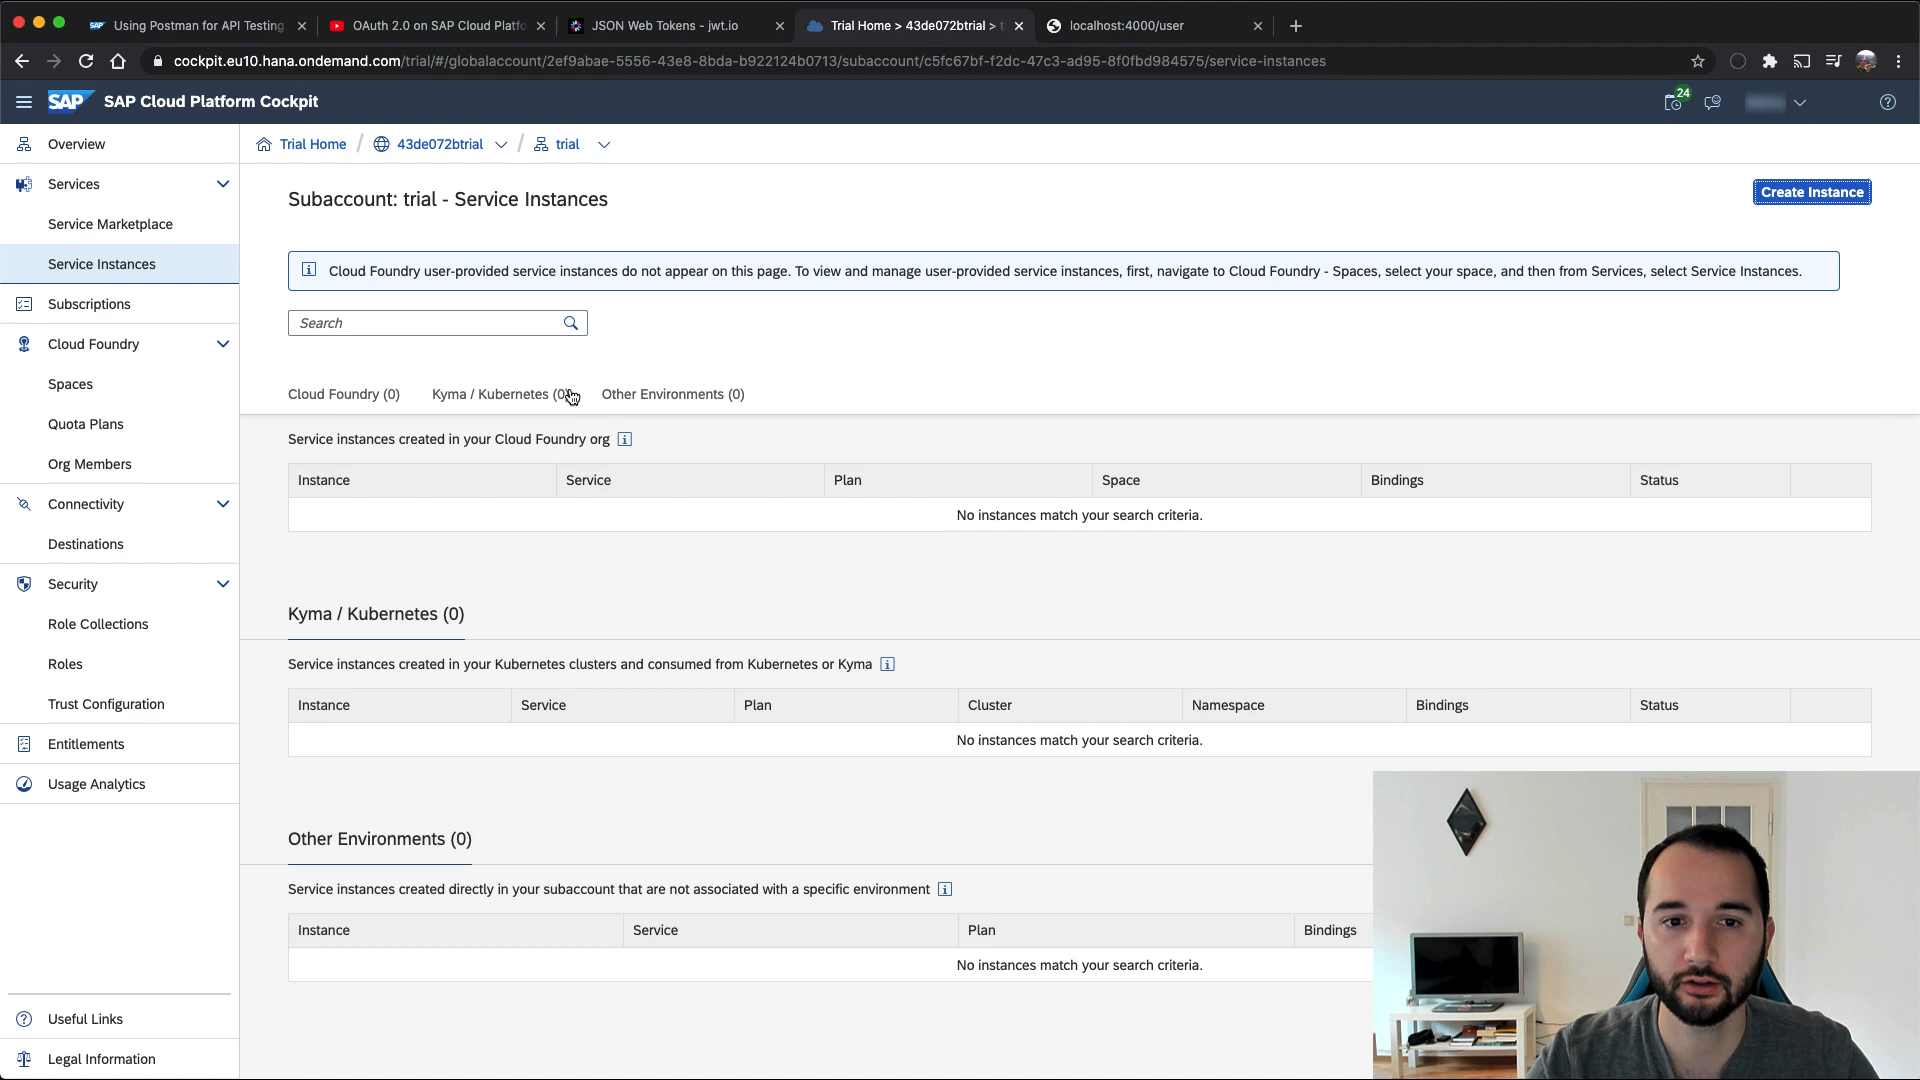 Using Postman for API Testing
OAuth 2.0 on SAP Cloud Platfo
JSON Web Tokens - jwt.io
Trial Home > 43de072btrial > t
localhost:4000/user
cockpit.eu10.hana.ondemand.com/trial/#/globalaccount/2ef9abae-5556-43e8-8bda-b922124b0713/subaccount/c5fc67bf-f2dc-47c3-ad95-8f0fbd984575/service-instances
SAP SAP Cloud Platform Cockpit
24
Overview
Services
Service Marketplace
Service Instances
Subscriptions
Cloud Foundry
Spaces
Quota Plans
Org Members
Connectivity
Destinations
Security
Role Collections
Roles
Trust Configuration
Entitlements
Usage Analytics
Useful Links
Legal Information
Trial Home / 43de072btrial / trial
Subaccount: trial - Service Instances
Create Instance
Cloud Foundry user-provided service instances do not appear on this page. To view and manage user-provided service instances, first, navigate to Cloud Foundry - Spaces, select your space, and then from Services, select Service Instances.
Search
Cloud Foundry (0) Kyma / Kubernetes (0) Other Environments (0)
Service instances created in your Cloud Foundry org
Instance Service Plan Space Bindings Status
No instances match your search criteria.
Kyma / Kubernetes (0)
Service instances created in your Kubernetes clusters and consumed from Kubernetes or Kyma
Instance Service Plan Cluster Namespace Bindings Status
No instances match your search criteria.
Other Environments (0)
Service instances created directly in your subaccount that are not associated with a specific environment
Instance Service Plan Bindings
No instances match your search criteria.